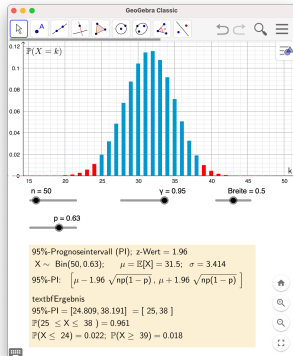 GeoGebra Classic
ℙ(X = k)
0.12
0.1
0.08
0.06
0.04
0.02
0
15 20 25 30 35 40 45 50
k
n = 50 γ = 0.95 Breite = 0.5
p = 0.63
95%-Prognoseintervall (PI); z-Wert = 1.96
X ∼ Bin(50, 0.63); μ = 𝔼[X] = 31.5; σ = 3.414
95%-PI: [μ − 1.96 √np(1 − p) , μ + 1.96 √np(1 − p) ]
textbfErgebnis
95%-PI = [24.809, 38.191] = [ 25, 38 ]
ℙ(25 ≤ X ≤ 38 ) = 0.961
ℙ(X ≤ 24) = 0.022; ℙ(X ≥ 39) = 0.018